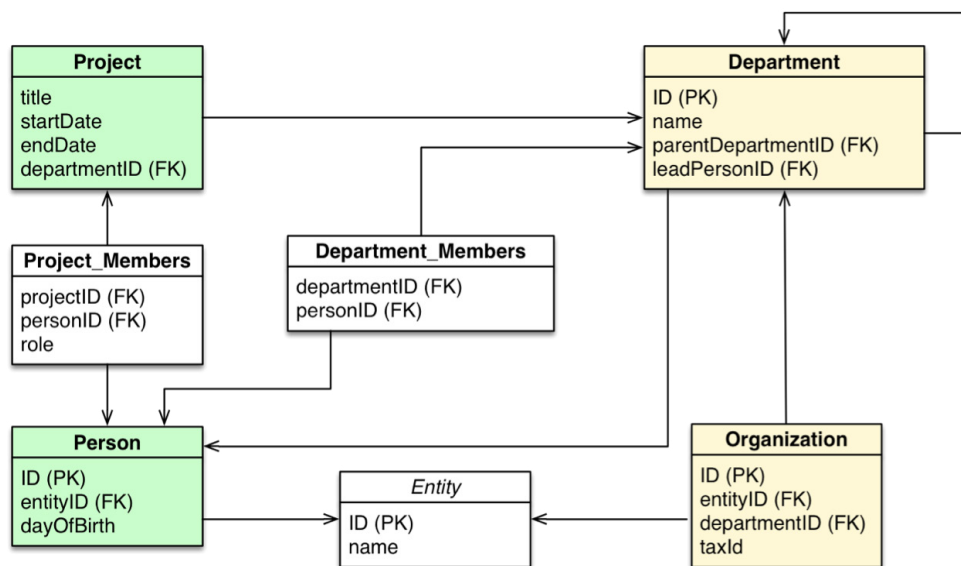 Project
title
startDate
endDate
departmentID (FK)
Department
ID (PK)
name
parentDepartmentID (FK)
leadPersonID (FK)
Project_Members
projectID (FK)
personID (FK)
role
Department_Members
departmentID (FK)
personID (FK)
Person
ID (PK)
entityID (FK)
dayOfBirth
Entity
ID (PK)
name
Organization
ID (PK)
entityID (FK)
departmentID (FK)
taxId